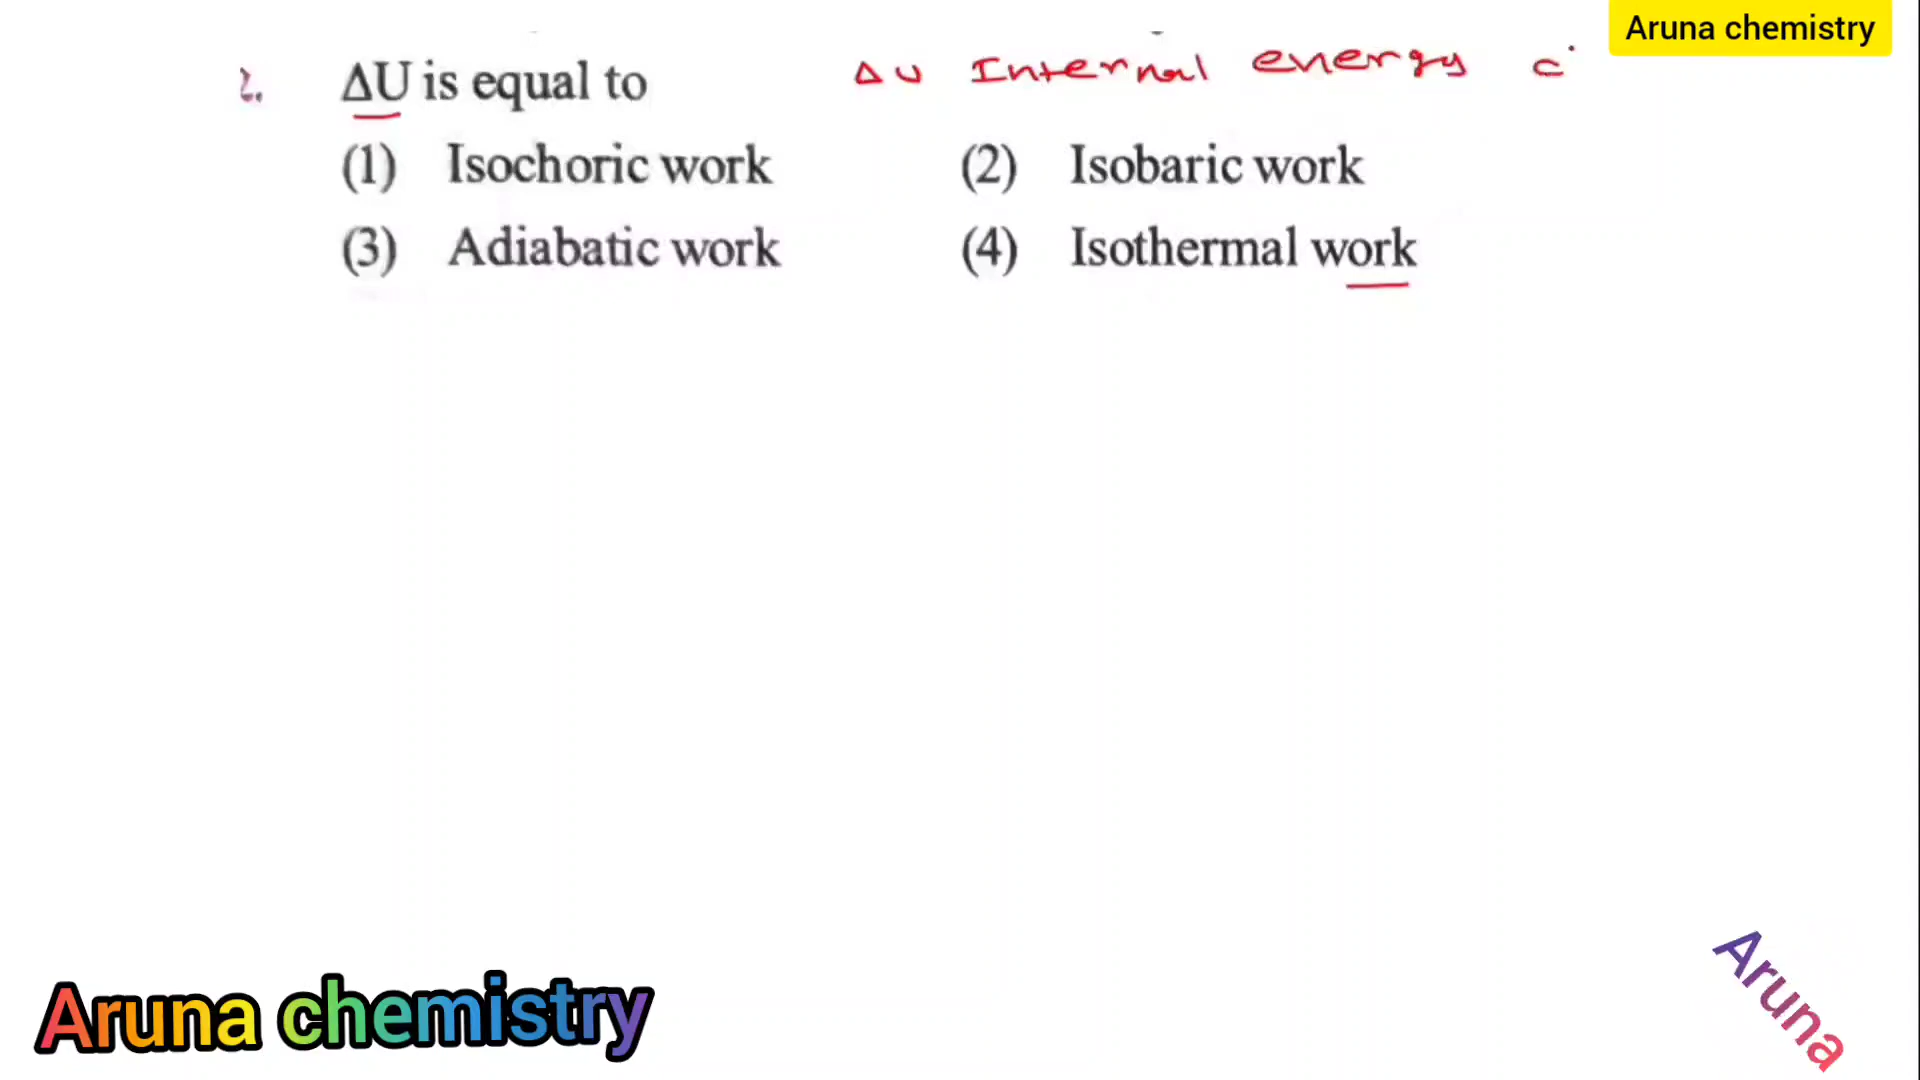 Aruna chemistry
2. ΔU is equal to
ΔU Internal energy
(1) Isochoric work (2) Isobaric work
(3) Adiabatic work (4) Isothermal work
Aruna chemistry
Aruna